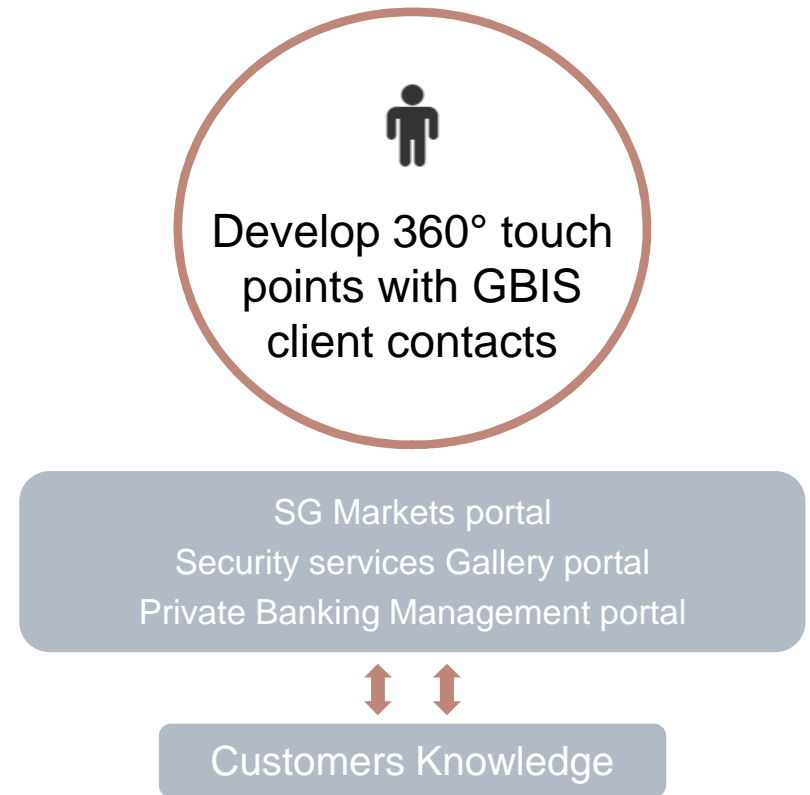 Develop 360° touch
points with GBIS
client contacts
SG Markets portal
Security services Gallery portal
Private Banking Management portal
Customers Knowledge